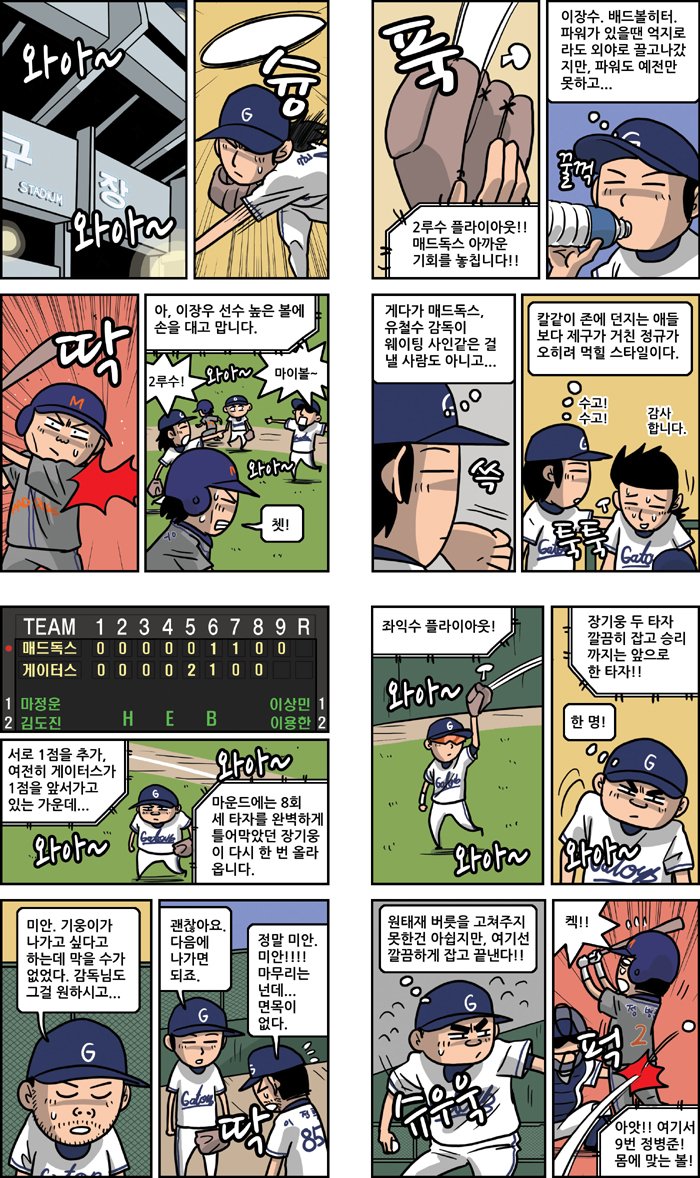 와아~
구장
STADIUM
와아~
슝
G
딱
M
아, 이장우 선수 높은 볼에
손을 대고 맙니다.
2루수!
와아~
마이볼~
와아~
M
쳇!
푹
2루수 플라이아웃!!
매드독스 아까운
기회를 놓칩니다!!
이장수. 배드볼히터.
파워가 있을땐 억지로
라도 외야로 끌고나갔
지만, 파워도 예전만
못하고...
꿀꺽
게다가 매드독스,
유철수 감독이
웨이팅 사인같은 걸
낼 사람도 아니고...
G
쓱
칼같이 존에 던지는 애들
보다 제구가 거친 정규가
오히려 먹힐 스타일이다.
수고!
수고!
감사
합니다.
G
툭툭
Gators
TEAM 1 2 3 4 5 6 7 8 9 R
매드독스 0 0 0 0 0 1 1 0 0
게이터스 0 0 0 0 2 1 0 0
1 마정운 이상민 1
2 김도진 H E B 이용한 2
서로 1점을 추가,
여전히 게이터스가
1점을 앞서가고
있는 가운데...
와아~
와아~
마운드에는 8회
세 타자를 완벽하게
틀어막았던 장기웅
이 다시 한 번 올라
옵니다.
미안. 기웅이가
나가고 싶다고
하는데 막을 수가
없었다. 감독님도
그걸 원하시고...
G
괜찮아요.
다음에
나가면
되죠.
정말 미안.
미안!!!!
마무리는
넌데...
면목이
없다.
G
딱
85
좌익수 플라이아웃!
와아~
와아~
장기웅 두 타자
깔끔히 잡고 승리
까지는 앞으로
한 타자!!
한 명!
G
와아~
원태재 버릇을 고쳐주지
못한건 아쉽지만, 여기선
깔끔하게 잡고 끝낸다!!
G
슈우욱
켁!!
2
퍽
아앗!! 여기서
9번 정병준!
몸에 맞는 볼!